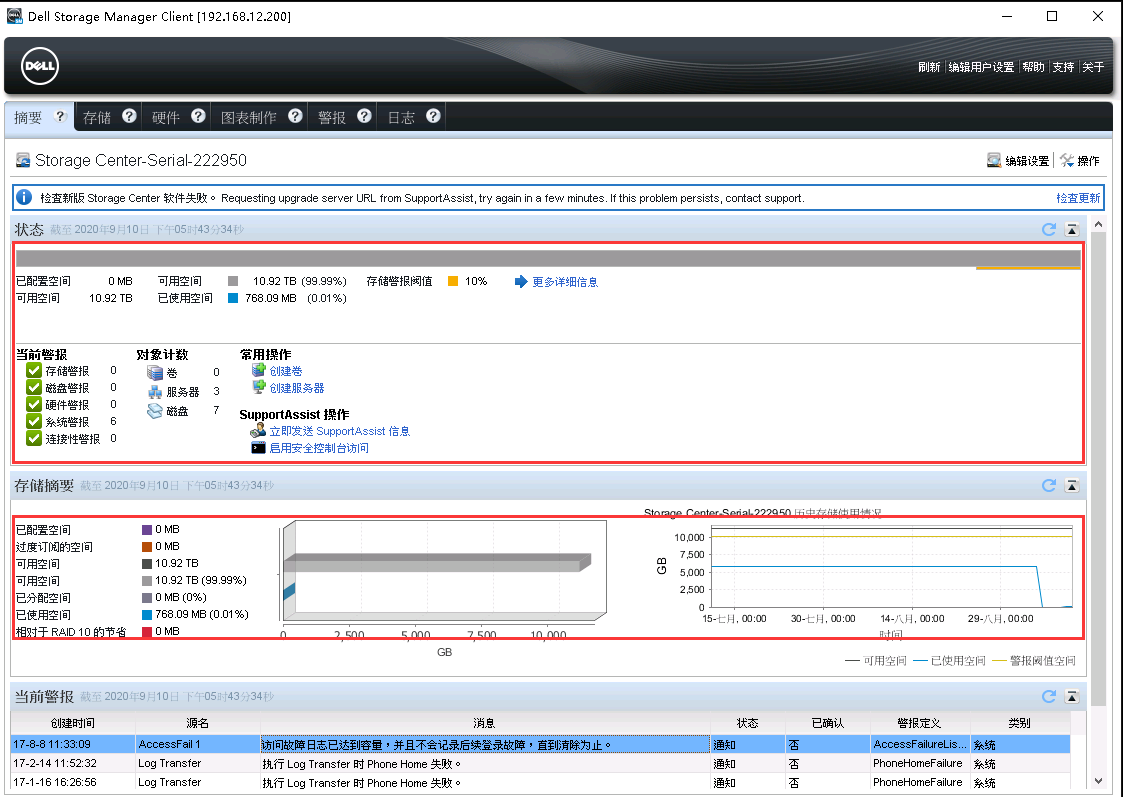 Dell Storage Manager Client [192.168.12.200]
DELL
刷新 编辑用户设置 帮助 支持 关于
摘要 ? 存储 ? 硬件 ? 图表制作 ? 警报 ? 日志 ?
Storage Center-Serial-222950
编辑设置 操作
检查新版 Storage Center 软件失败。 Requesting upgrade server URL from SupportAssist, try again in a few minutes. If this problem persists, contact support. 检查更新
状态 截至 2020年9月10日 下午05时43分34秒
已配置空间 0 MB 可用空间 10.92 TB (99.99%) 存储警报阈值 10% 更多详细信息
可用空间 10.92 TB 已使用空间 768.09 MB (0.01%)
当前警报 对象计数 常用操作
存储警报 0 卷 0 创建卷
磁盘警报 0 服务器 3 创建服务器
硬件警报 0 磁盘 7
系统警报 6 SupportAssist 操作
连接性警报 0 立即发送 SupportAssist 信息
启用安全控制台访问
存储摘要 截至 2020年9月10日 下午05时43分34秒
已配置空间 0 MB
过度订阅的空间 0 MB
可用空间 10.92 TB
可用空间 10.92 TB (99.99%)
已分配空间 0 MB (0%)
已使用空间 768.09 MB (0.01%)
相对于 RAID 10 的节省 0 MB
0 2,500 5,000 7,500 10,000
GB
Storage Center-Serial-222950 历史存储使用情况
GB
10,000
7,500
5,000
2,500
0
15-七月, 00:00 30-七月, 00:00 14-八月, 00:00 29-八月, 00:00
时间
可用空间 已使用空间 警报阈值空间
当前警报 截至 2020年9月10日 下午05时43分34秒
创建时间 源名 消息 状态 已确认 警报定义 类别
17-8-8 11:33:09 AccessFail 1 访问故障日志已达到容量，并且不会记录后续登录故障，直到清除为止。 通知 否 AccessFailureLis... 系统
17-2-14 11:52:32 Log Transfer 执行 Log Transfer 时 Phone Home 失败。 通知 否 PhoneHomeFailure 系统
17-1-16 16:26:56 Log Transfer 执行 Log Transfer 时 Phone Home 失败。 通知 否 PhoneHomeFailure 系统